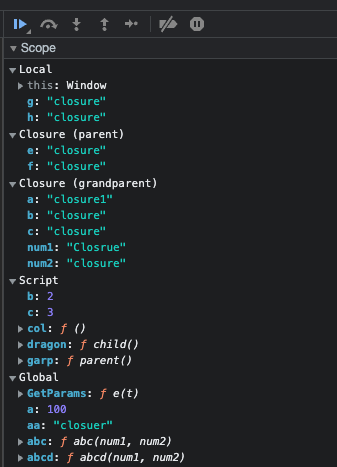 Scope
Local
this: Window
g: "closure"
h: "closure"
Closure (parent)
e: "closure"
f: "closure"
Closure (grandparent)
a: "closure1"
b: "closure"
c: "closure"
num1: "Closrue"
num2: "closure"
Script
b: 2
c: 3
col: ƒ ()
dragon: ƒ child()
garp: ƒ parent()
Global
GetParams: ƒ e(t)
a: 100
aa: "closuer"
abc: ƒ abc(num1, num2)
abcd: ƒ abcd(num1, num2)